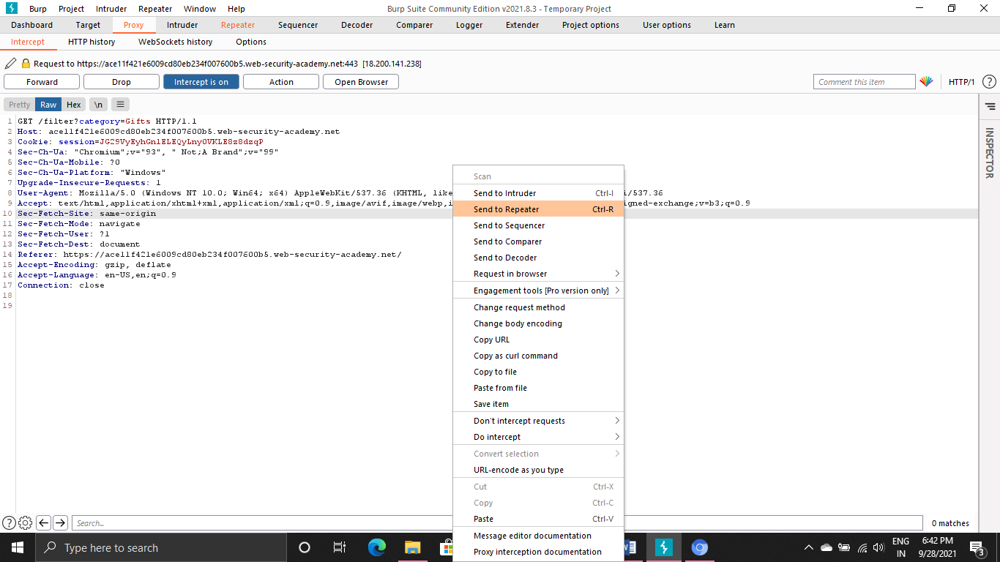 Burp Project Intruder Repeater Window Help Burp Suite Community Edition v2021.8.3 - Temporary Project
Dashboard Target Proxy Intruder Repeater Sequencer Decoder Comparer Logger Extender Project options User options Learn
Intercept HTTP history WebSockets history Options
Request to https://ace11f421e6009cd80eb234f007600b5.web-security-academy.net:443 [18.200.141.238]
Forward Drop Intercept is on Action Open Browser Comment this item HTTP/1 ?
Pretty Raw Hex \n
INSPECTOR
1 GET /filter?category=Gifts HTTP/1.1
2 Host: ace11f421e6009cd80eb234f007600b5.web-security-academy.net
3 Cookie: session=JG29VyEyhGnlELEQyLny0VKLE8z8dzqP
4 Sec-Ch-Ua: "Chromium";v="93", " Not;A Brand";v="99"
5 Sec-Ch-Ua-Mobile: ?0
6 Sec-Ch-Ua-Platform: "Windows"
7 Upgrade-Insecure-Requests: 1
8 User-Agent: Mozilla/5.0 (Windows NT 10.0; Win64; x64) AppleWebKit/537.36 (KHTML, like i/537.36
9 Accept: text/html,application/xhtml+xml,application/xml;q=0.9,image/avif,image/webp,i igned-exchange;v=b3;q=0.9
10 Sec-Fetch-Site: same-origin
11 Sec-Fetch-Mode: navigate
12 Sec-Fetch-User: ?1
13 Sec-Fetch-Dest: document
14 Referer: https://ace11f421e6009cd80eb234f007600b5.web-security-academy.net/
15 Accept-Encoding: gzip, deflate
16 Accept-Language: en-US,en;q=0.9
17 Connection: close
18
19
Scan
Send to Intruder Ctrl-I
Send to Repeater Ctrl-R
Send to Sequencer
Send to Comparer
Send to Decoder
Request in browser
Engagement tools [Pro version only]
Change request method
Change body encoding
Copy URL
Copy as curl command
Copy to file
Paste from file
Save item
Don't intercept requests
Do intercept
Convert selection
URL-encode as you type
Cut Ctrl-X
Copy Ctrl-C
Paste Ctrl-V
Message editor documentation
Proxy interception documentation
? Search... 0 matches
Type here to search
ENG
IN
6:42 PM
9/28/2021
3